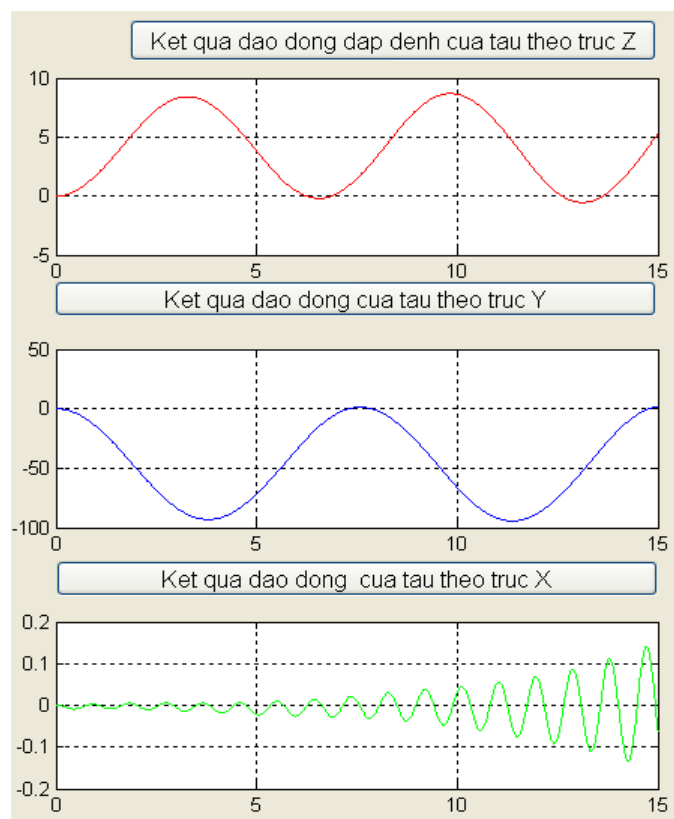 Ket qua dao dong dap denh cua tau theo truc Z
10
5
0
-5
0 5 10 15
Ket qua dao dong cua tau theo truc Y
50
0
-50
-100
0 5 10 15
Ket qua dao dong cua tau theo truc X
0.2
0.1
0
-0.1
-0.2
0 5 10 15